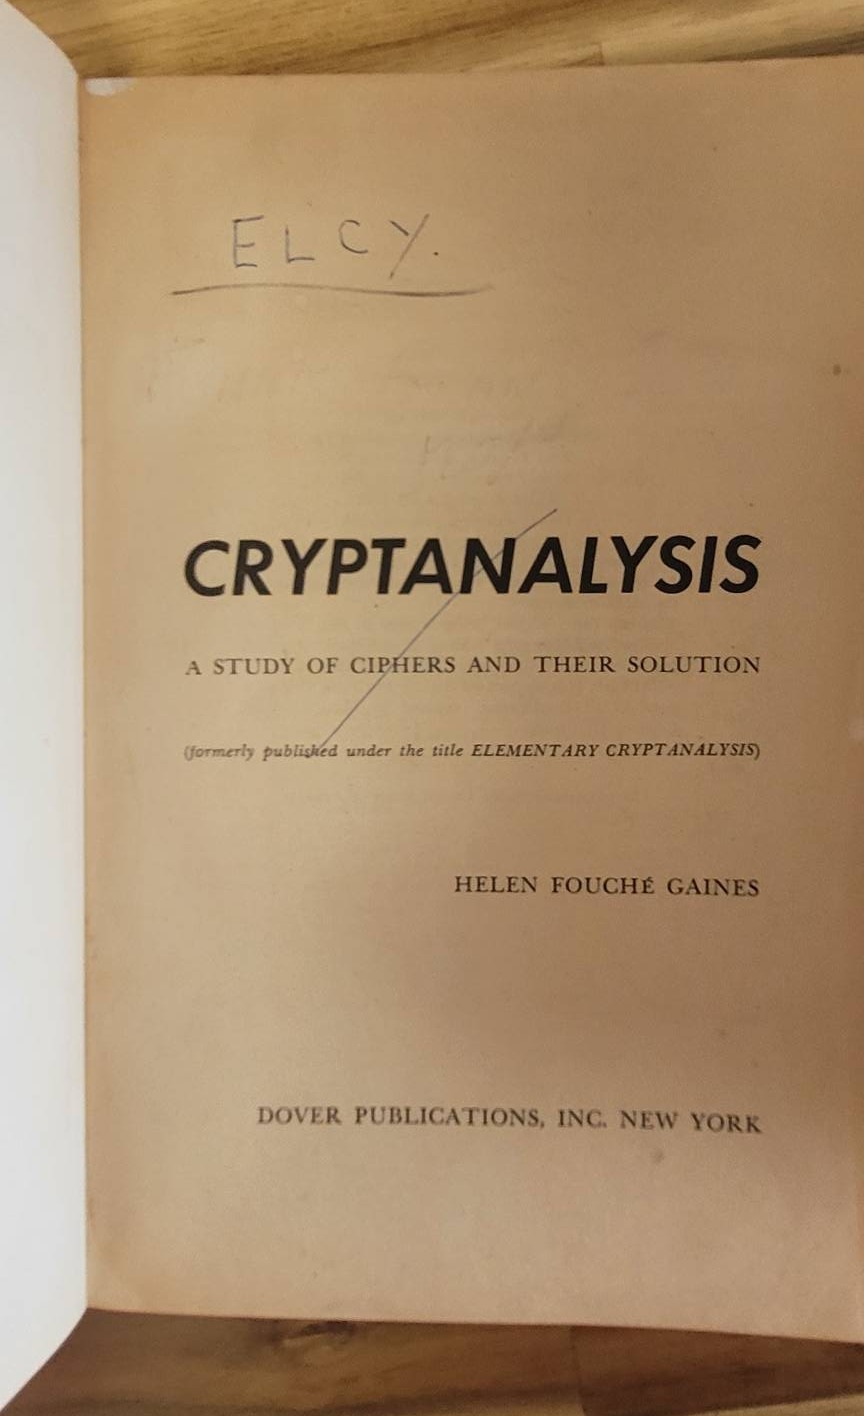 ELCY.
CRYPTANALYSIS
A STUDY OF CIPHERS AND THEIR SOLUTION
(formerly published under the title ELEMENTARY CRYPTANALYSIS)
HELEN FOUCHÉ GAINES
DOVER PUBLICATIONS, INC. NEW YORK